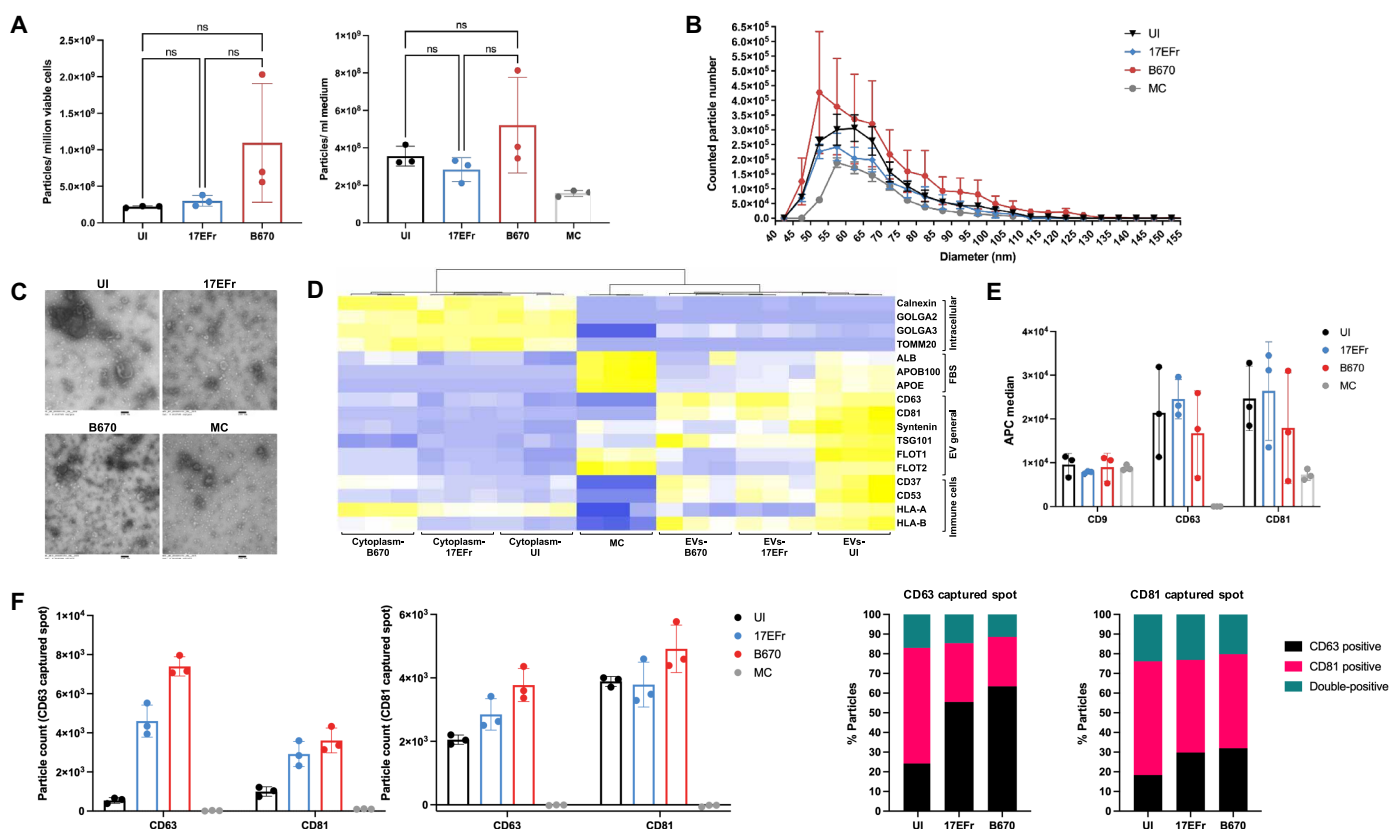 A
Particles/ million viable cells
2.5×10⁹
2.0×10⁹
1.5×10⁹
1.0×10⁹
5.0×10⁸
0.0
ns
ns
ns
UI
17EFr
B670
Particles/ ml medium
1×10⁹
8×10⁸
6×10⁸
4×10⁸
2×10⁸
0
ns
ns
ns
UI
17EFr
B670
MC
B
Counted particle number
6.5×10⁵
6.0×10⁵
5.5×10⁵
5.0×10⁵
4.5×10⁵
4.0×10⁵
3.5×10⁵
3.0×10⁵
2.5×10⁵
2.0×10⁵
1.5×10⁵
1.0×10⁵
5.0×10⁴
0.0
40 45 50 55 60 65 70 75 80 85 90 95 100 105 110 115 120 125 130 135 140 145 150 155
Diameter (nm)
UI
17EFr
B670
MC
C
UI
17EFr
B670
MC
D
Calnexin
GOLGA2
GOLGA3
TOMM20
ALB
APOB100
APOE
CD63
CD81
Syntenin
TSG101
FLOT1
FLOT2
CD37
CD53
HLA-A
HLA-B
Intracellular
FBS
EV general
Immune cells
Cytoplasm-
B670
Cytoplasm-
17EFr
Cytoplasm-
UI
MC
EVs-
B670
EVs-
17EFr
EVs-
UI
E
APC median
4×10⁴
3×10⁴
2×10⁴
1×10⁴
0
CD9
CD63
CD81
UI
17EFr
B670
MC
F
Particle count (CD63 captured spot)
1×10⁴
8×10³
6×10³
4×10³
2×10³
0
CD63
CD81
Particle count (CD81 captured spot)
6×10³
4×10³
2×10³
0
CD63
CD81
UI
17EFr
B670
MC
CD63 captured spot
% Particles
100
90
80
70
60
50
40
30
20
10
0
UI
17EFr
B670
CD81 captured spot
% Particles
100
90
80
70
60
50
40
30
20
10
0
UI
17EFr
B670
CD63 positive
CD81 positive
Double-positive